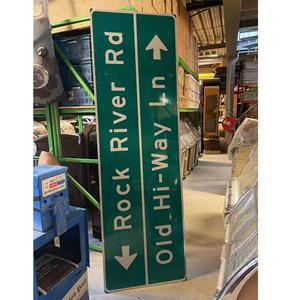 ← Rock River Rd
Old Hi-Way Ln →